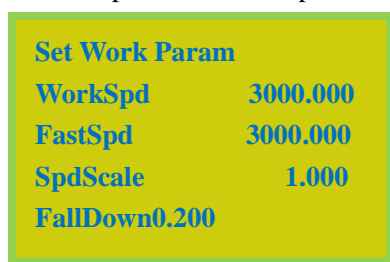 Set Work Param
WorkSpd 3000.000
FastSpd 3000.000
SpdScale 1.000
FallDown0.200